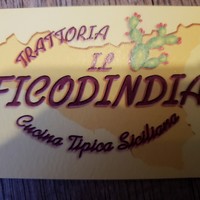 TRATTORIA
IL
FICODINDIA
Cucina Tipica Siciliana